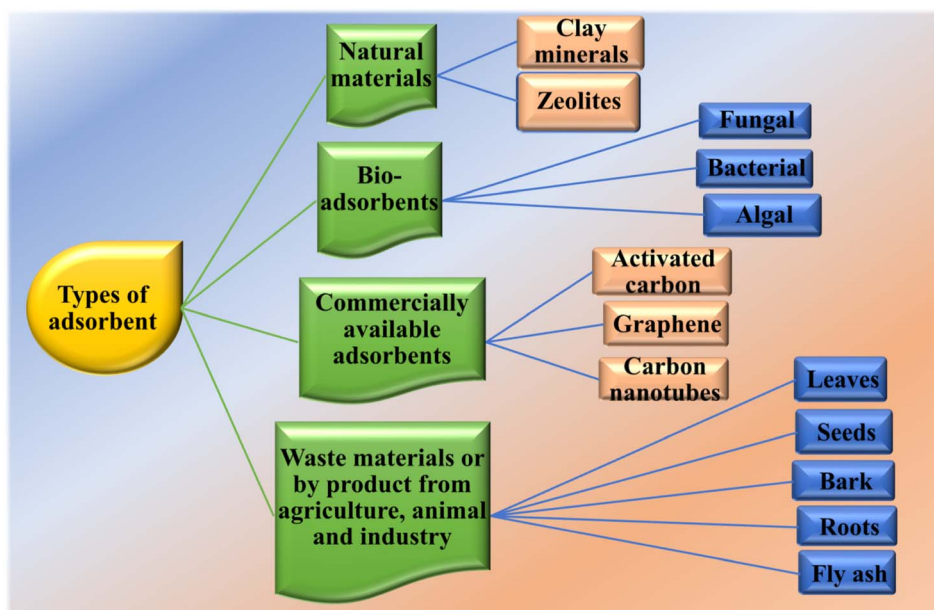 Types of
adsorbent
Natural
materials
Clay
minerals
Zeolites
Bio-
adsorbents
Fungal
Bacterial
Algal
Commercially
available
adsorbents
Activated
carbon
Graphene
Carbon
nanotubes
Waste materials or
by product from
agriculture, animal
and industry
Leaves
Seeds
Bark
Roots
Fly ash